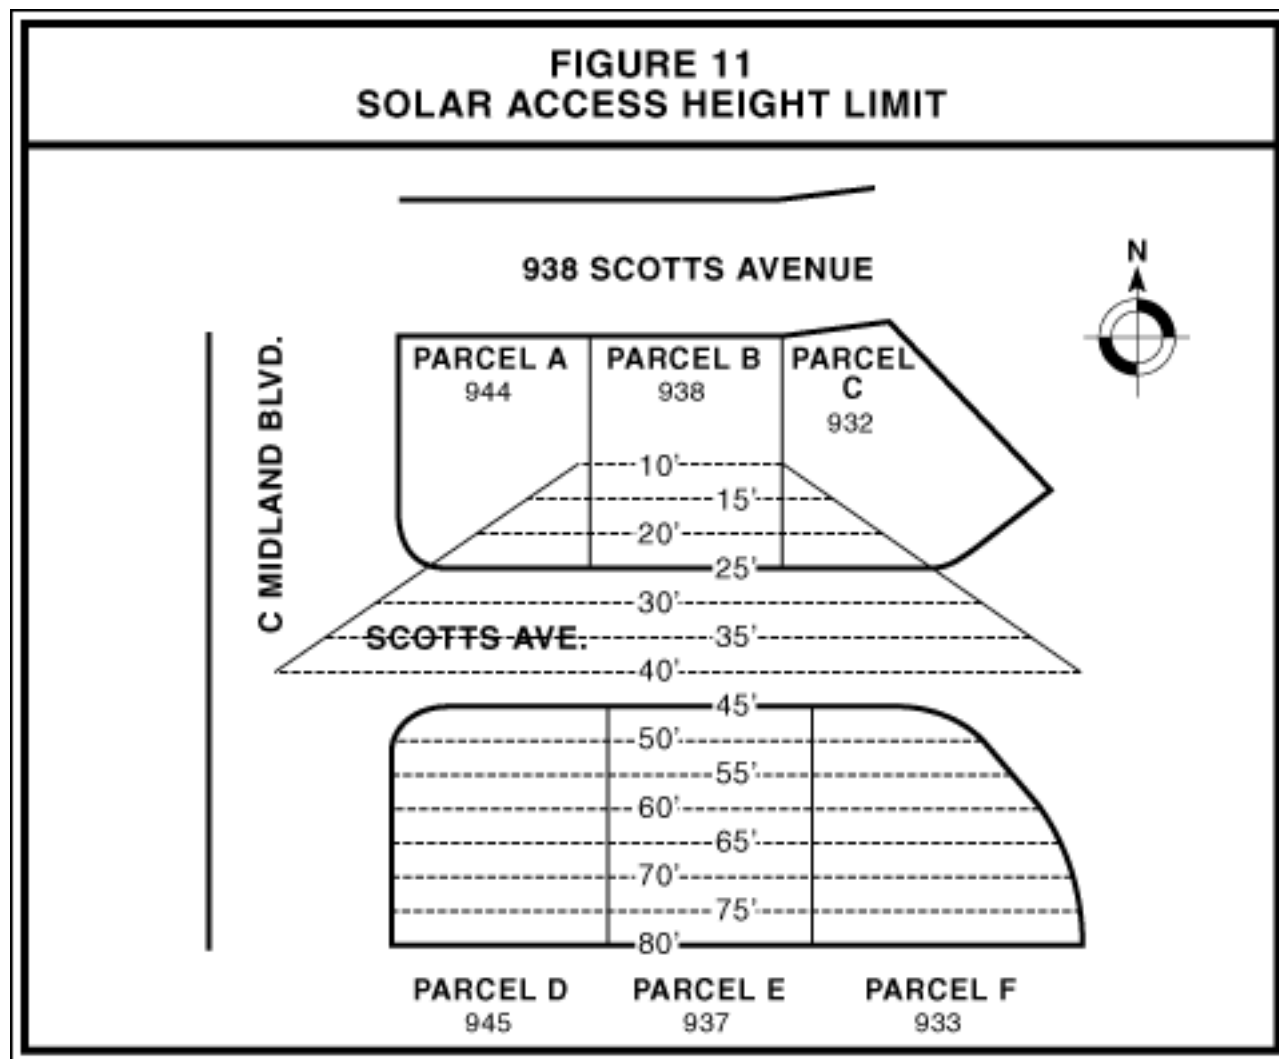 FIGURE 11
SOLAR ACCESS HEIGHT LIMIT
938 SCOTTS AVENUE
N
C MIDLAND BLVD.
PARCEL A
944
PARCEL B
938
PARCEL
C
932
10'
15'
20'
25'
30'
SCOTTS AVE.
35'
40'
45'
50'
55'
60'
65'
70'
75'
80'
PARCEL D
945
PARCEL E
937
PARCEL F
933